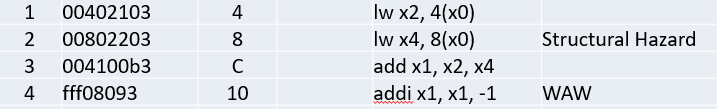 1 00402103 4 lw x2, 4(x0)
2 00802203 8 lw x4, 8(x0) Structural Hazard
3 004100b3 C add x1, x2, x4
4 fff08093 10 addi x1, x1, -1 WAW